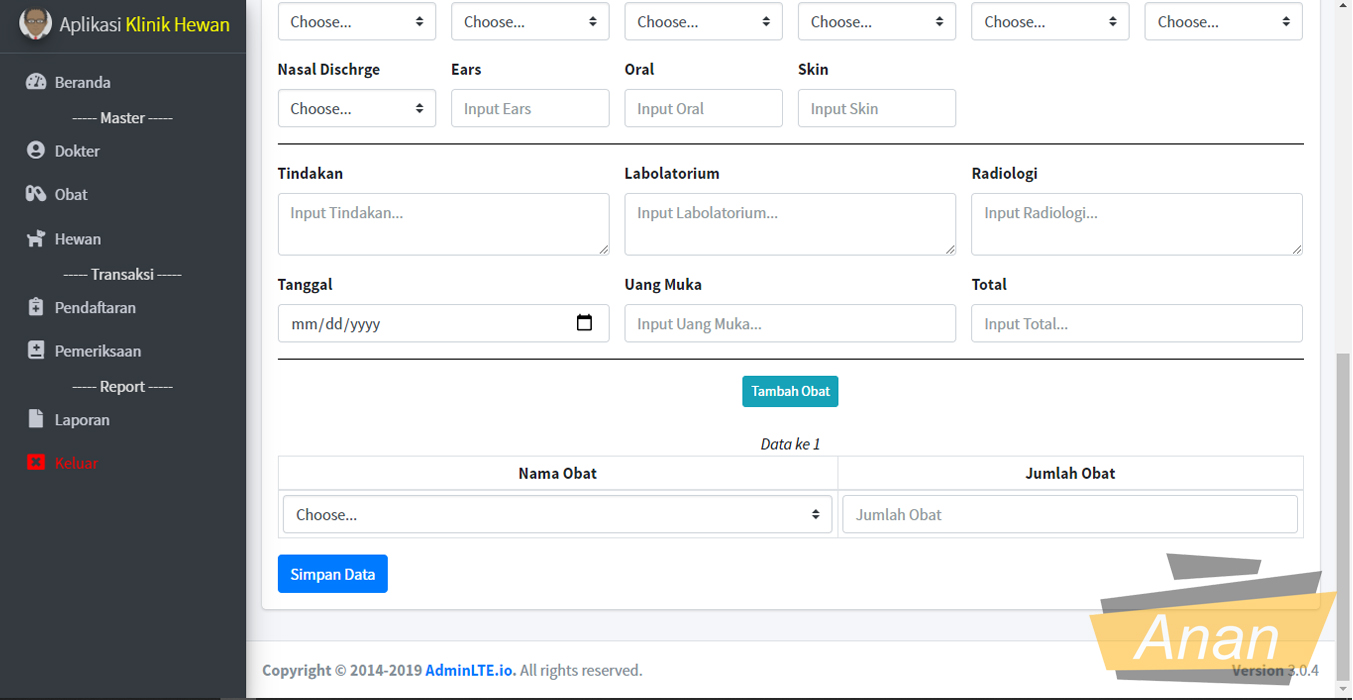 Aplikasi Klinik Hewan
Beranda
----- Master -----
Dokter
Obat
Hewan
----- Transaksi -----
Pendaftaran
Pemeriksaan
----- Report -----
Laporan
Keluar
Choose... Choose... Choose... Choose... Choose... Choose...
Nasal Dischrge Ears Oral Skin
Choose... Input Ears Input Oral Input Skin
Tindakan Labolatorium Radiologi
Input Tindakan... Input Labolatorium... Input Radiologi...
Tanggal Uang Muka Total
mm/dd/yyyy Input Uang Muka... Input Total...
Tambah Obat
Data ke 1
Nama Obat Jumlah Obat
Choose... Jumlah Obat
Simpan Data
Anan
Copyright © 2014-2019 AdminLTE.io. All rights reserved. Version 3.0.4